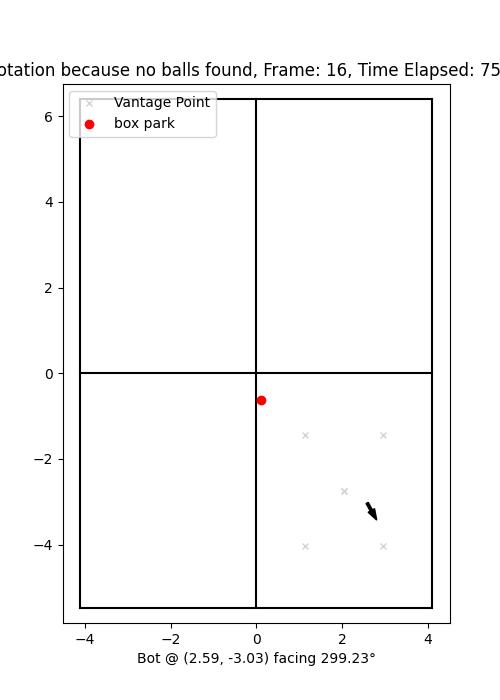 otation because no balls found, Frame: 16, Time Elapsed: 75
Vantage Point
box park
6
4
2
0
−2
−4
−4
−2
0
2
4
Bot @ (2.59, -3.03) facing 299.23°